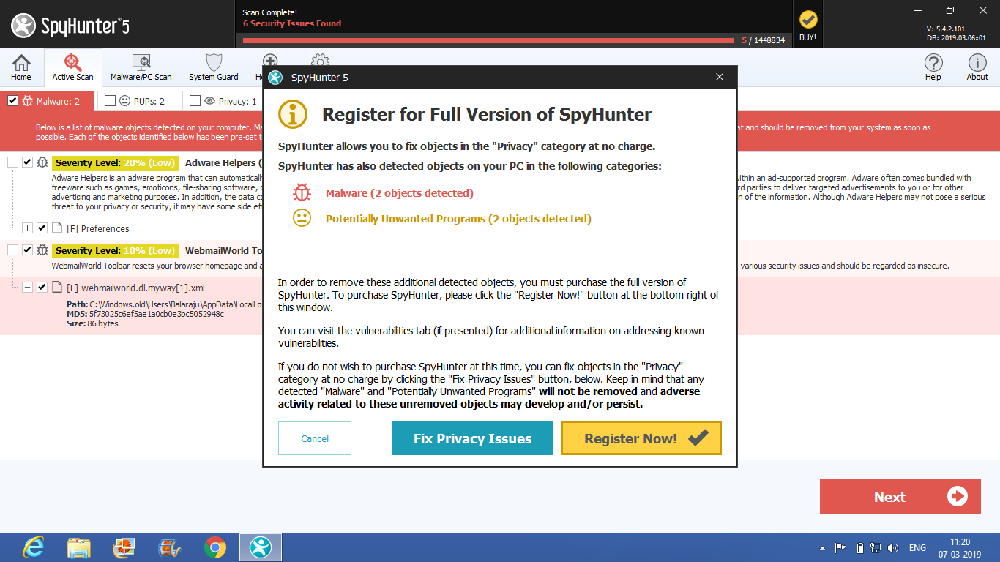 SpyHunter® 5
Scan Complete!
6 Security Issues Found
5 / 1448834
BUY!
V: 5.4.2.101
DB: 2019.03.06x01
Home
Active Scan
Malware/PC Scan
System Guard
Help
About
Malware: 2
PUPs: 2
Privacy: 1
Below is a list of malware objects detected on your computer.
at and should be removed from your system as soon as
possible. Each of the objects identified below has been pre-set
Severity Level: 20% (Low) Adware Helpers (
Adware Helpers is an adware program that can automatically
within an ad-supported program. Adware often comes bundled with
freeware such as games, emoticons, file-sharing software,
rd parties to deliver targeted advertisements to you or for other
advertising and marketing purposes. In addition, the data
n of the information. Although Adware Helpers may not pose a serious
threat to your privacy or security, it may have some side
[F] Preferences
Severity Level: 10% (Low) WebmailWorld
WebmailWorld Toolbar resets your browser homepage and
various security issues and should be regarded as insecure.
[F] webmailworld.dl.myway[1].xml
Path: C:\Windows.old\Users\Balaraju\AppData\LocalLo
MD5: 5f73025c6ef5ae1a0cb0e3bc5052948c
Size: 86 bytes
SpyHunter 5
Register for Full Version of SpyHunter
SpyHunter allows you to fix objects in the "Privacy" category at no charge.
SpyHunter has also detected objects on your PC in the following categories:
Malware (2 objects detected)
Potentially Unwanted Programs (2 objects detected)
In order to remove these additional detected objects, you must purchase the full version of
SpyHunter. To purchase SpyHunter, please click the "Register Now!" button at the bottom right of
this window.
You can visit the vulnerabilities tab (if presented) for additional information on addressing known
vulnerabilities.
If you do not wish to purchase SpyHunter at this time, you can fix objects in the "Privacy"
category at no charge by clicking the "Fix Privacy Issues" button, below. Keep in mind that any
detected "Malware" and "Potentially Unwanted Programs" will not be removed and adverse
activity related to these unremoved objects may develop and/or persist.
Cancel
Fix Privacy Issues
Register Now!
Next
ENG
11:20
07-03-2019